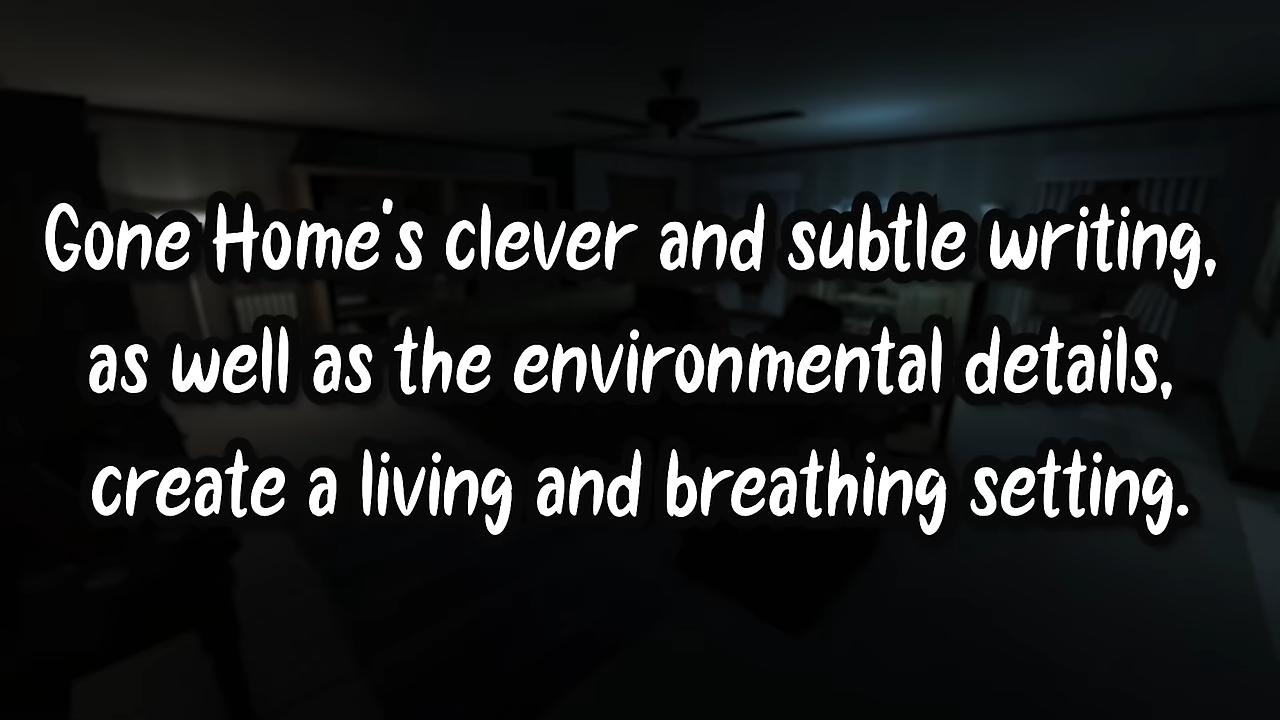 Gone Home's clever and subtle writing,
as well as the environmental details,
create a living and breathing setting.